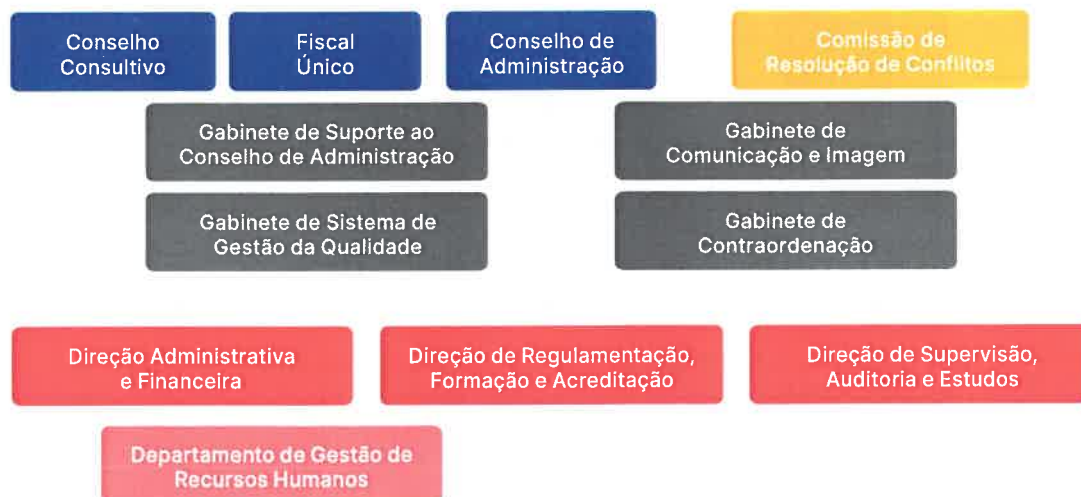 Conselho
Consultivo
Fiscal
Único
Conselho de
Administração
Comissão de
Resolução de Conflitos
Gabinete de Suporte ao
Conselho de Administração
Gabinete de
Comunicação e Imagem
Gabinete de Sistema de
Gestão da Qualidade
Gabinete de
Contraordenação
Direção Administrativa
e Financeira
Direção de Regulamentação,
Formação e Acreditação
Direção de Supervisão,
Auditoria e Estudos
Departamento de Gestão de
Recursos Humanos